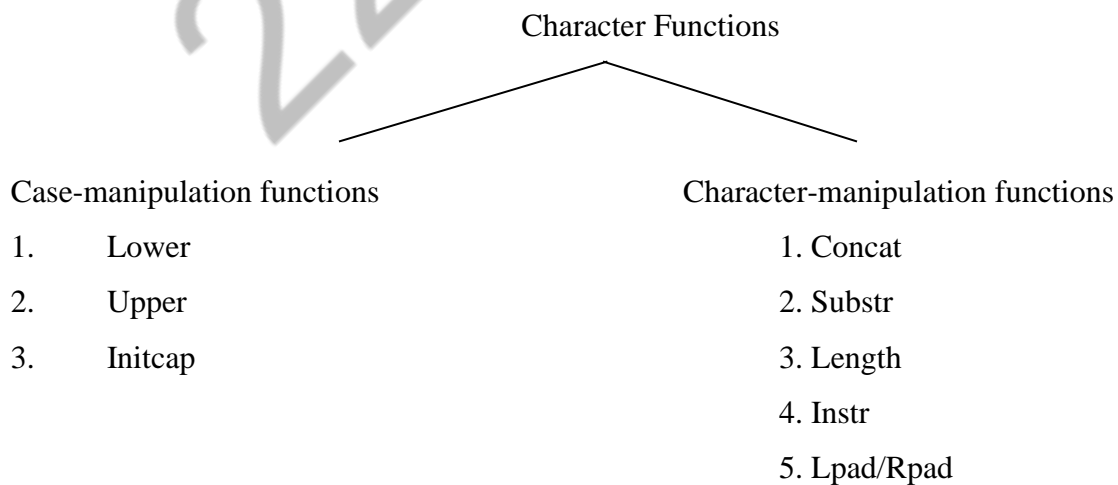 Character Functions
Case-manipulation functions
1. Lower
2. Upper
3. Initcap
Character-manipulation functions
1. Concat
2. Substr
3. Length
4. Instr
5. Lpad/Rpad